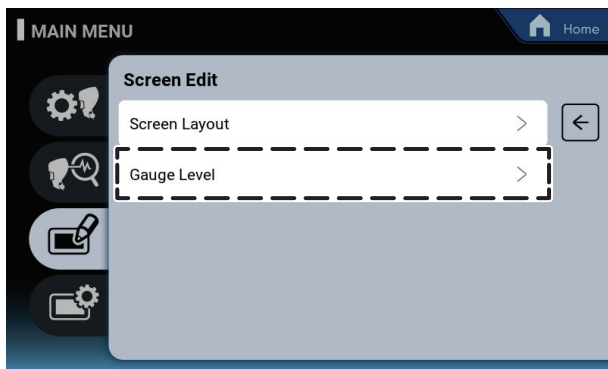 MAIN MENU
Home
Screen Edit
Screen Layout
Gauge Level